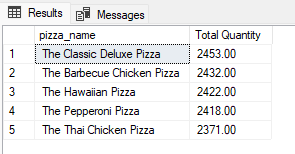 Results Messages
pizza_name Total Quantity
1 The Classic Deluxe Pizza 2453.00
2 The Barbecue Chicken Pizza 2432.00
3 The Hawaiian Pizza 2422.00
4 The Pepperoni Pizza 2418.00
5 The Thai Chicken Pizza 2371.00